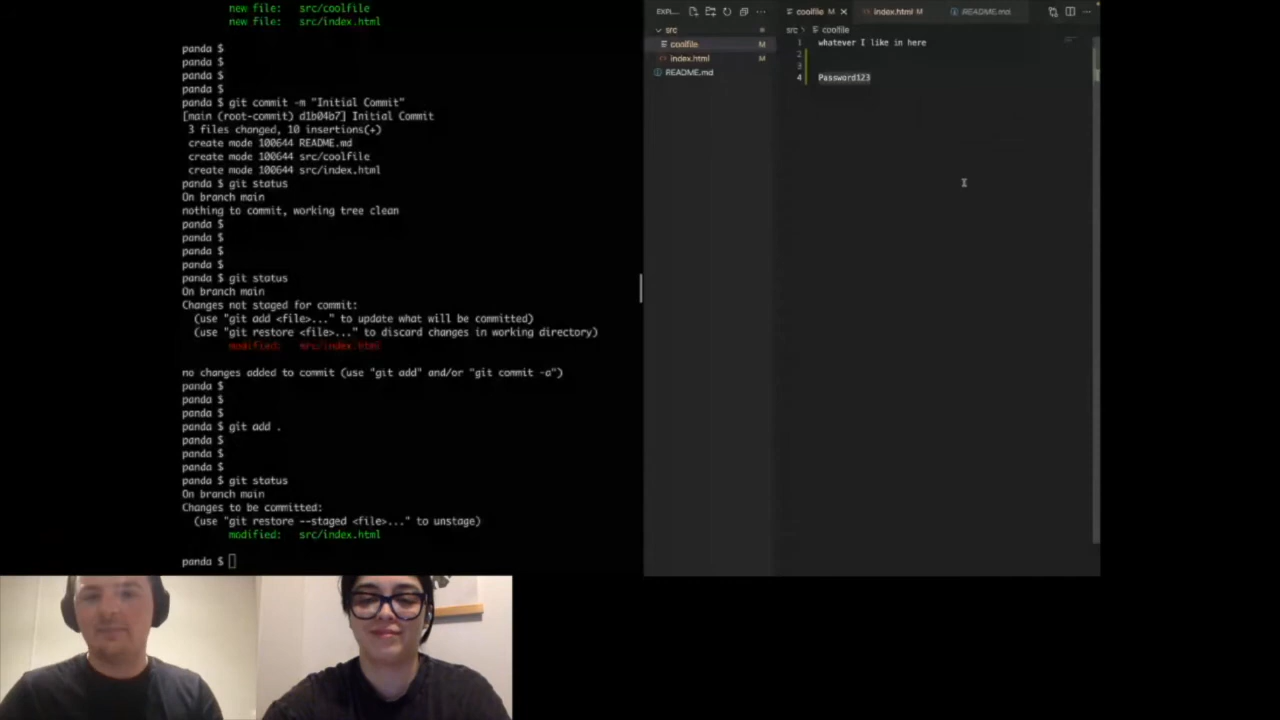 new file:   src/coolfile
new file:   src/index.html
panda $
panda $
panda $
panda $
panda $ git commit -m "Initial Commit"
[main (root-commit) d1b04b7] Initial Commit
3 files changed, 10 insertions(+)
create mode 100644 README.md
create mode 100644 src/coolfile
create mode 100644 src/index.html
panda $ git status
On branch main
nothing to commit, working tree clean
panda $
panda $
panda $
panda $
panda $ git status
On branch main
Changes not staged for commit:
(use "git add <file>..." to update what will be committed)
(use "git restore <file>..." to discard changes in working directory)
modified:   src/index.html
no changes added to commit (use "git add" and/or "git commit -a")
panda $
panda $
panda $
panda $ git add .
panda $
panda $
panda $
panda $ git status
On branch main
Changes to be committed:
(use "git restore --staged <file>..." to unstage)
modified:   src/index.html
panda $
EXPL...
src
coolfile M
index.html M
README.md
coolfile M
index.html M
README.md
src > coolfile
1 whatever I like in here
2
3
4 Password123